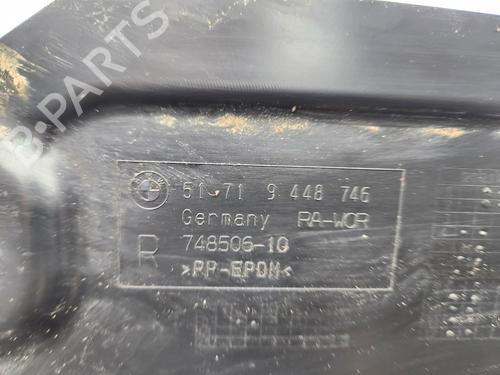 B-PARTS
51 71 9 448 746
Germany RA-WOR
R 748506-10
>PP-EPDM<